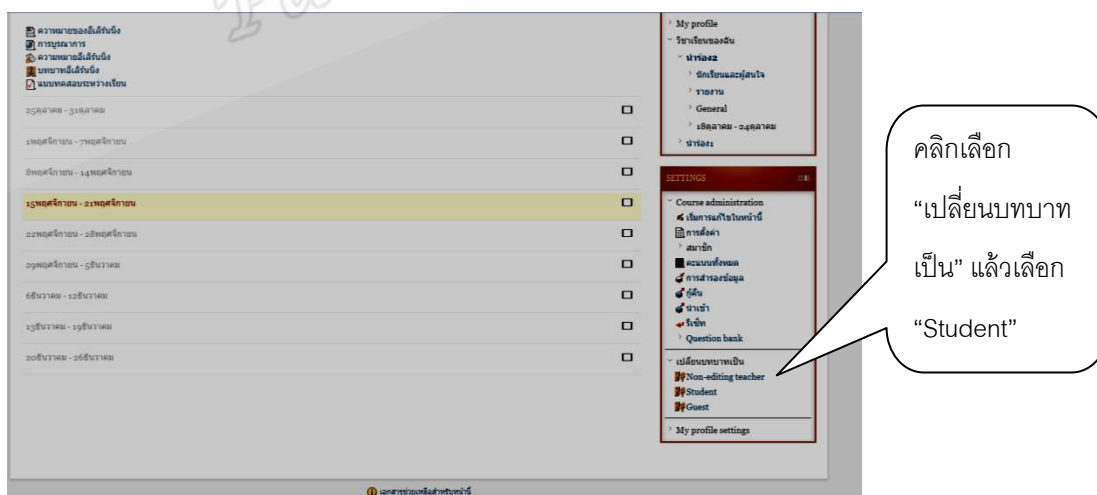 ความหมายของอีเลิร์นนิ่ง
การบูรณาการ
ความหมายอีเลิร์นนิ่ง
บทบาทอีเลิร์นนิ่ง
แบบทดสอบระหว่างเรียน
25ตุลาคม - 31ตุลาคม
1พฤศจิกายน - 7พฤศจิกายน
8พฤศจิกายน - 14พฤศจิกายน
15พฤศจิกายน - 21พฤศจิกายน
22พฤศจิกายน - 28พฤศจิกายน
29พฤศจิกายน - 5ธันวาคม
6ธันวาคม - 12ธันวาคม
13ธันวาคม - 19ธันวาคม
20ธันวาคม - 26ธันวาคม
My profile
วิชาเรียนของฉัน
นำร่อง2
นักเรียนและผู้สนใจ
รายงาน
General
18ตุลาคม - 24ตุลาคม
นำร่อง1
SETTINGS
Course administration
เริ่มการแก้ไขในหน้านี้
การตั้งค่า
สมาชิก
คะแนนทั้งหมด
การสำรองข้อมูล
กู้คืน
นำเข้า
รีเซ็ท
Question bank
เปลี่ยนบทบาทเป็น
Non-editing teacher
Student
Guest
My profile settings
เอกสารช่วยเหลือสำหรับหน้านี้
คลิกเลือก
“เปลี่ยนบทบาท
เป็น” แล้วเลือก
“Student”